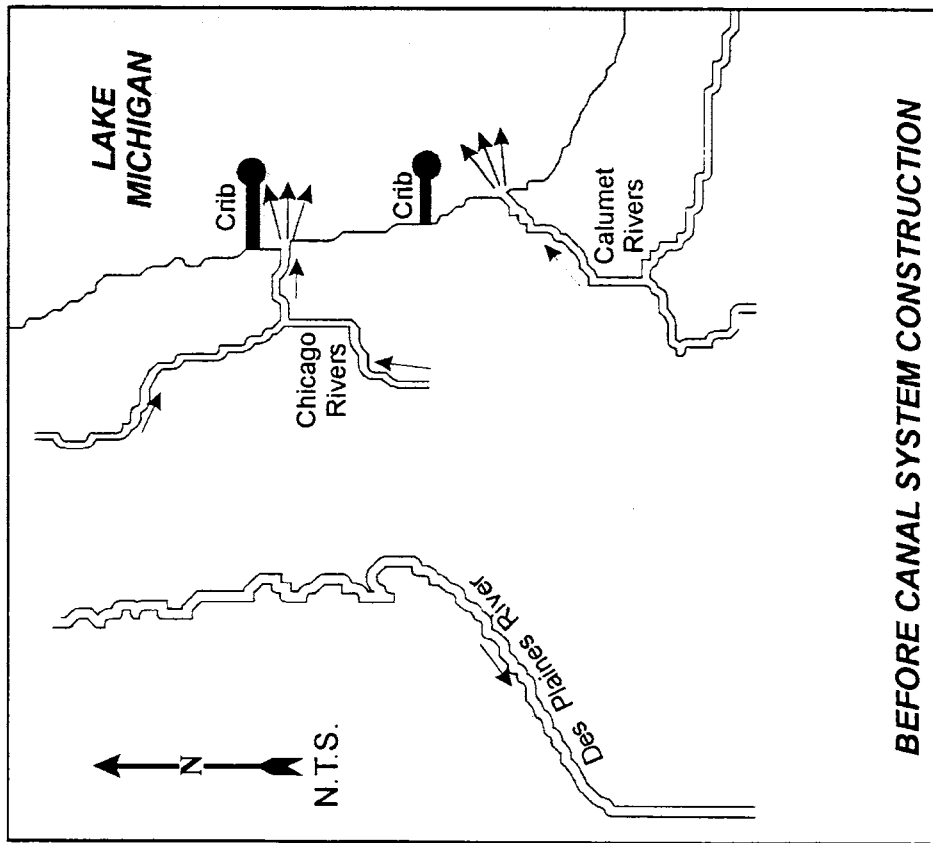 LAKE
MICHIGAN
Crib
Crib
Chicago
Rivers
Calumet
Rivers
Des Plaines River
N
N.T.S.
BEFORE CANAL SYSTEM CONSTRUCTION